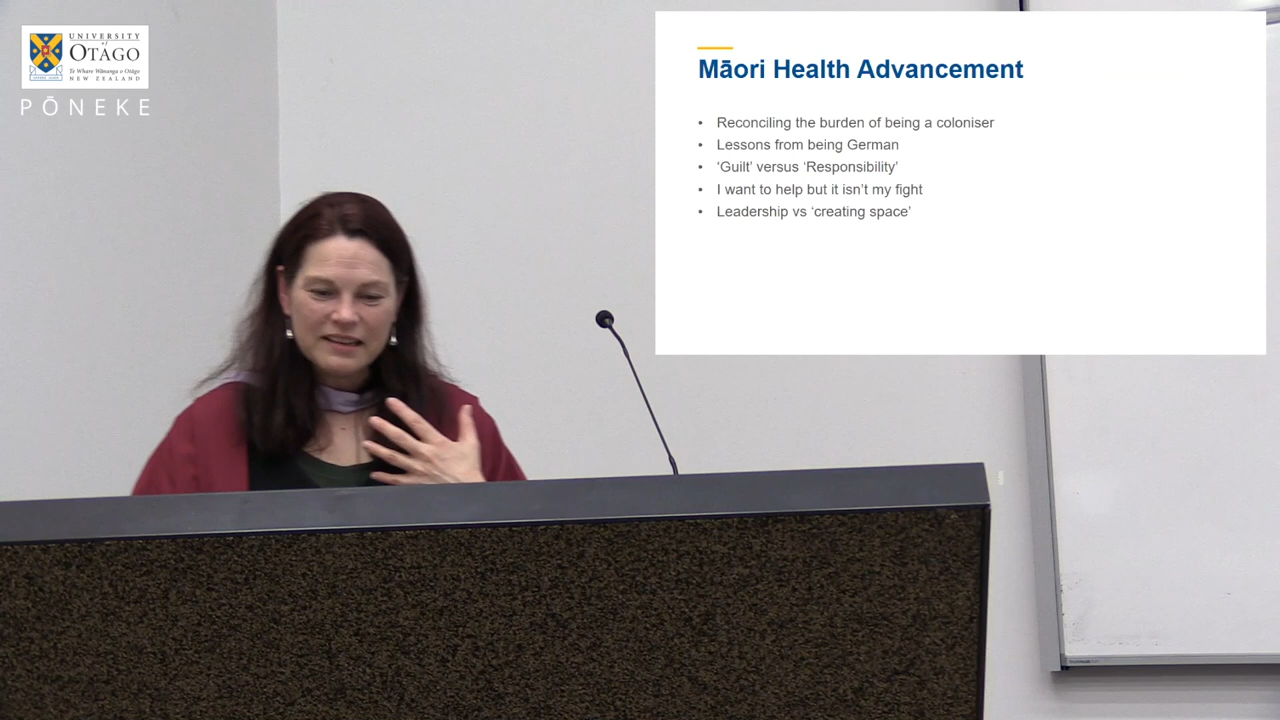 UNIVERSITY
of
OTAGO
Te Whare Wānanga o Otāgo
NEW ZEALAND
PŌNEKE
Māori Health Advancement
• Reconciling the burden of being a coloniser
• Lessons from being German
• ‘Guilt’ versus ‘Responsibility’
• I want to help but it isn’t my fight
• Leadership vs ‘creating space’